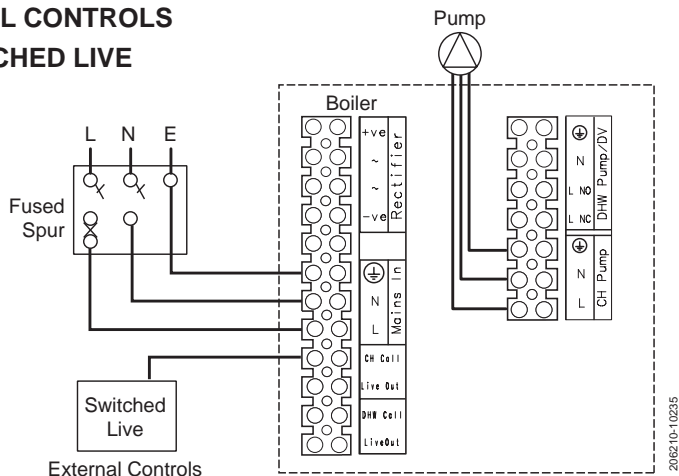 L CONTROLS
CHED LIVE
Pump
Boiler
L N E
Fused
Spur
+ve
~
~
-ve
Rectifier
N
L
Mains In
CH Call
Live Out
DHW Call
LiveOut
N
L NO
L NC
DHW Pump/DV
N
L
CH Pump
Switched
Live
External Controls
206210-10235